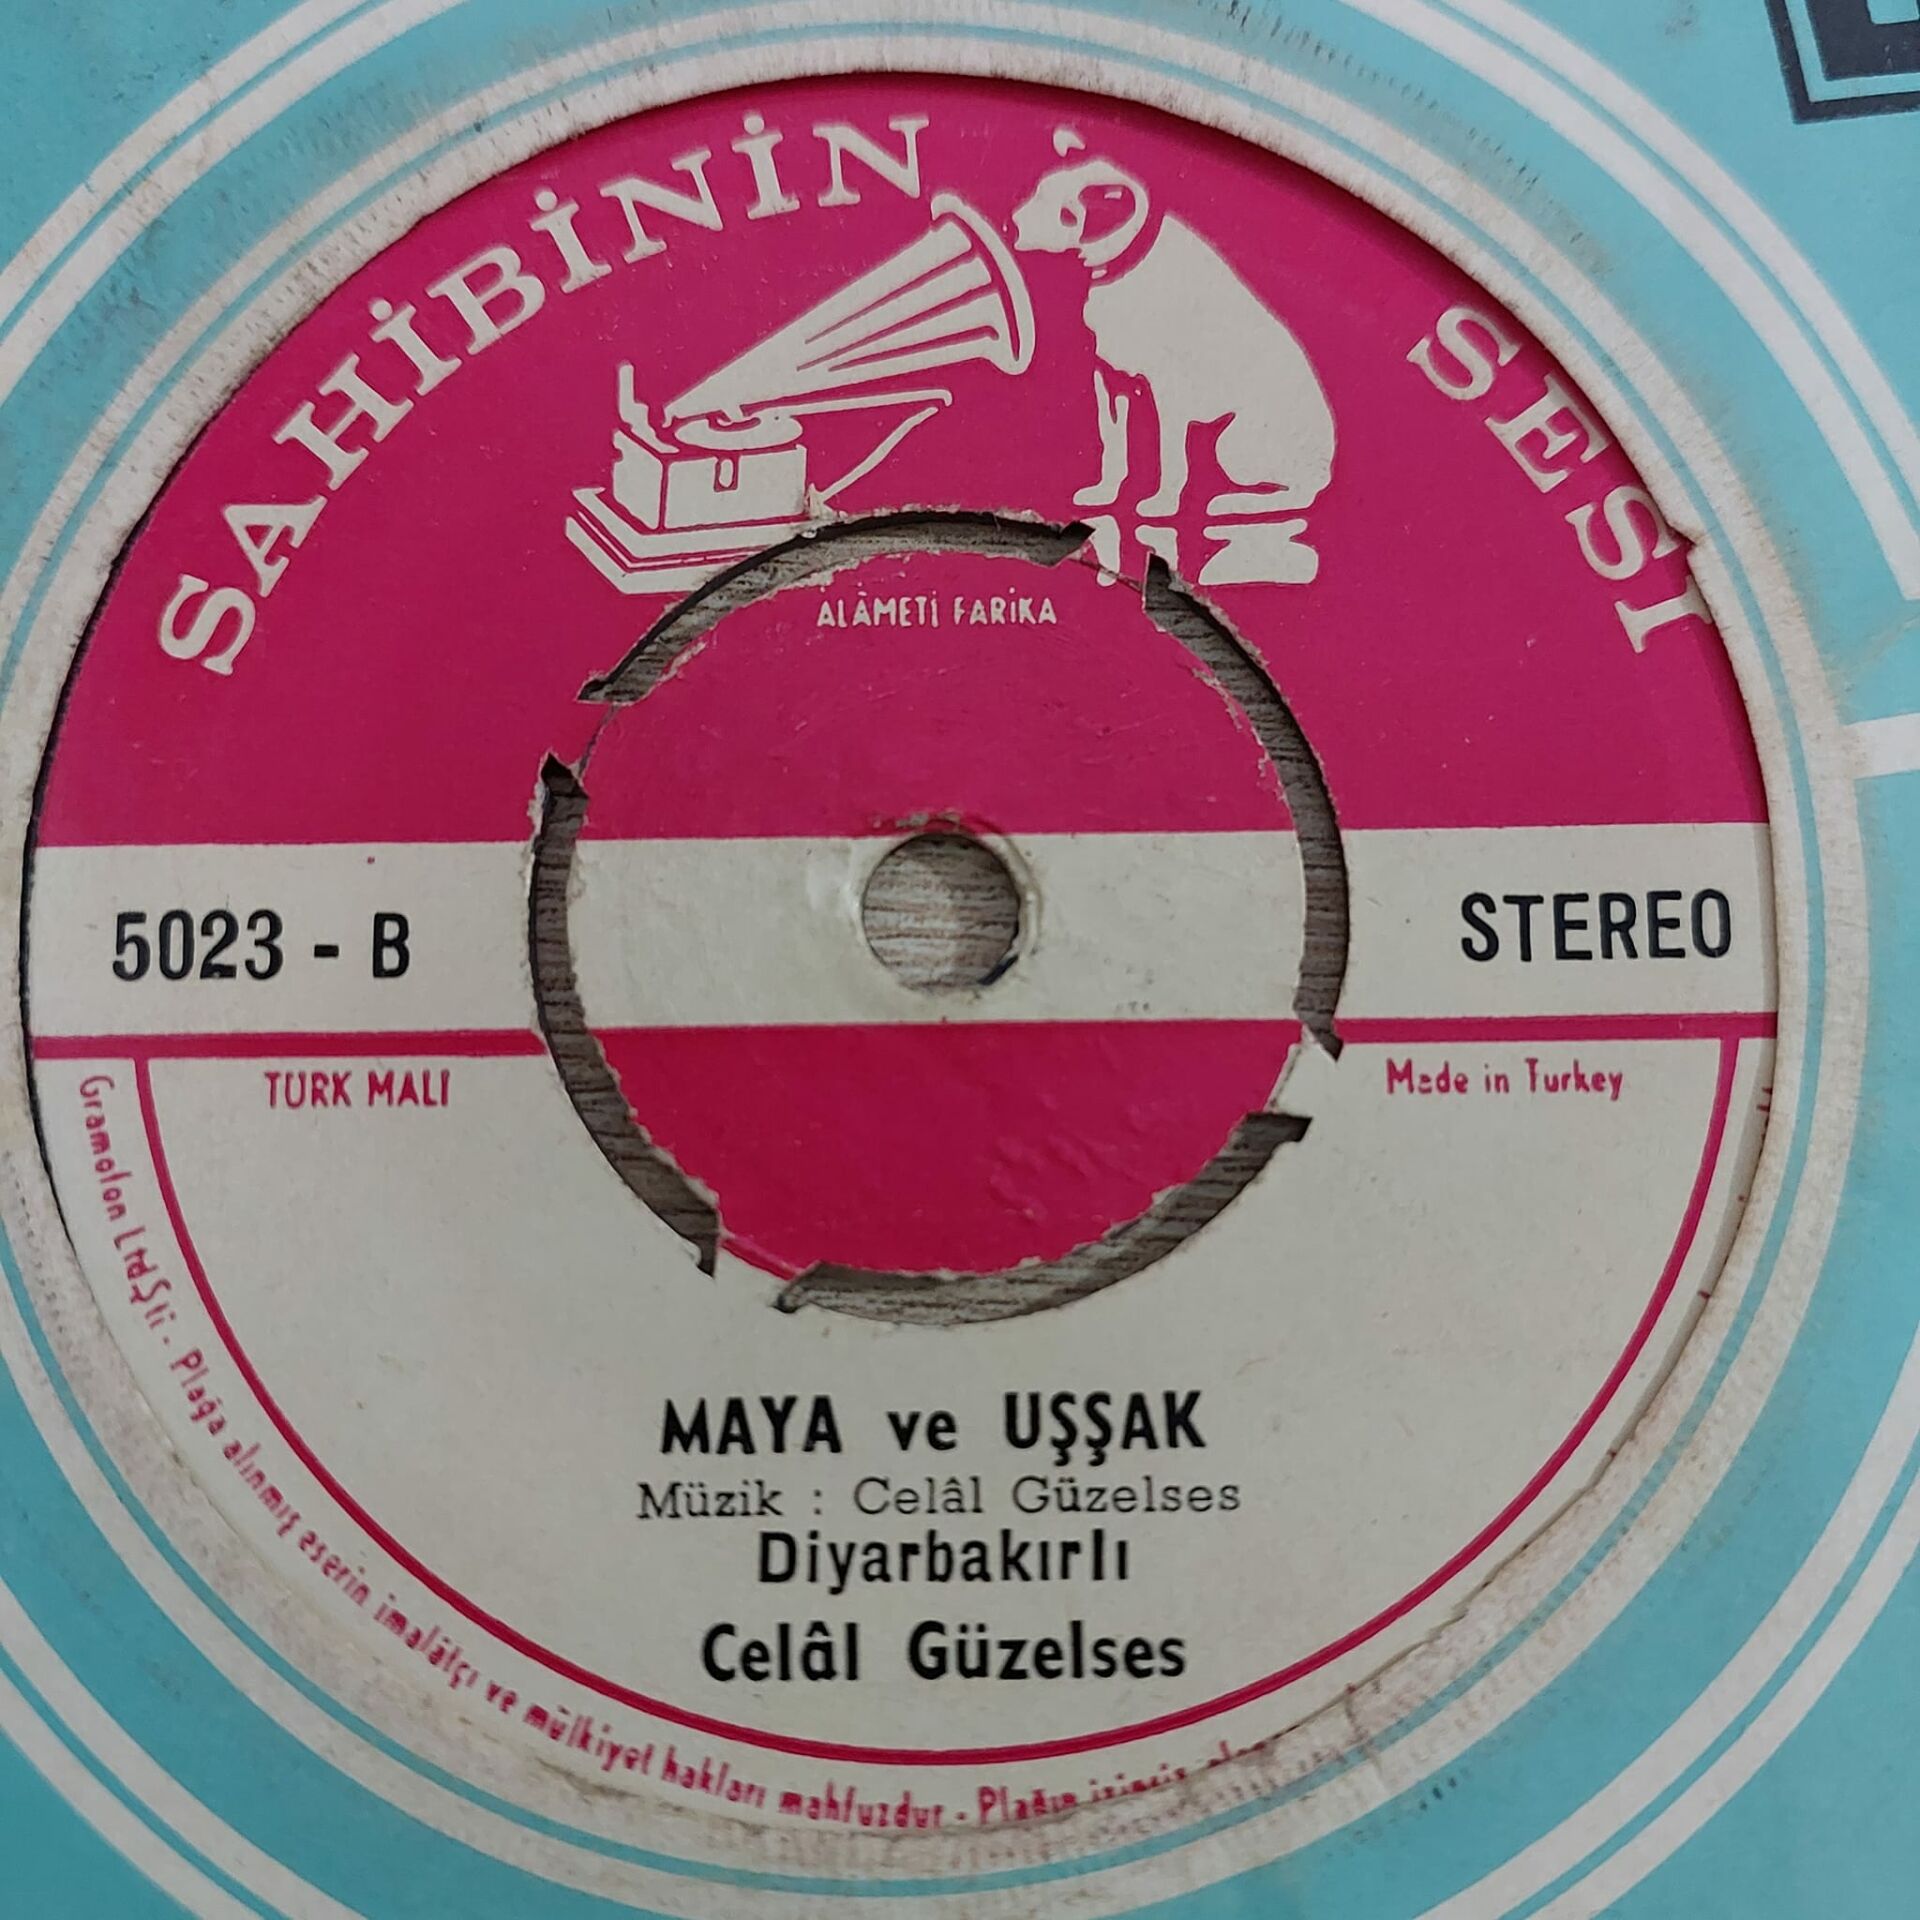 SAHİBİNİN SESİ
ALÂMETİ FARİKA
5023 - B
STEREO
TÜRK MALI
Made in Turkey
MAYA ve UŞŞAK
Müzik : Celâl Güzelses
Diyarbakırlı
Celâl Güzelses
Gramofon Ltd Şti - Plağa alınmış eserin imalâtçı ve mülkiyet hakları mahfuzdur - Plağın izinsiz